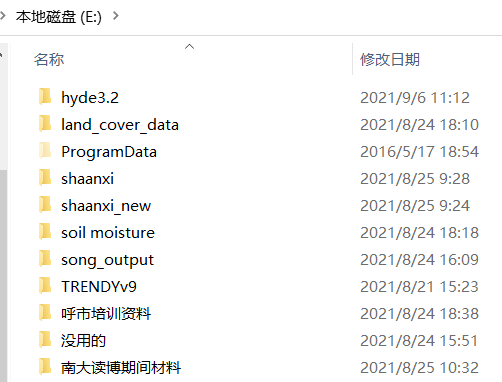 本地磁盘 (E:)
名称 修改日期
hyde3.2 2021/9/6 11:12
land_cover_data 2021/8/24 18:10
ProgramData 2016/5/17 18:54
shaanxi 2021/8/25 9:28
shaanxi_new 2021/8/25 9:24
soil moisture 2021/8/24 18:18
song_output 2021/8/24 16:09
TRENDYv9 2021/8/21 15:23
呼市培训资料 2021/8/24 18:38
没用的 2021/8/24 15:51
南大读博期间材料 2021/8/25 10:32